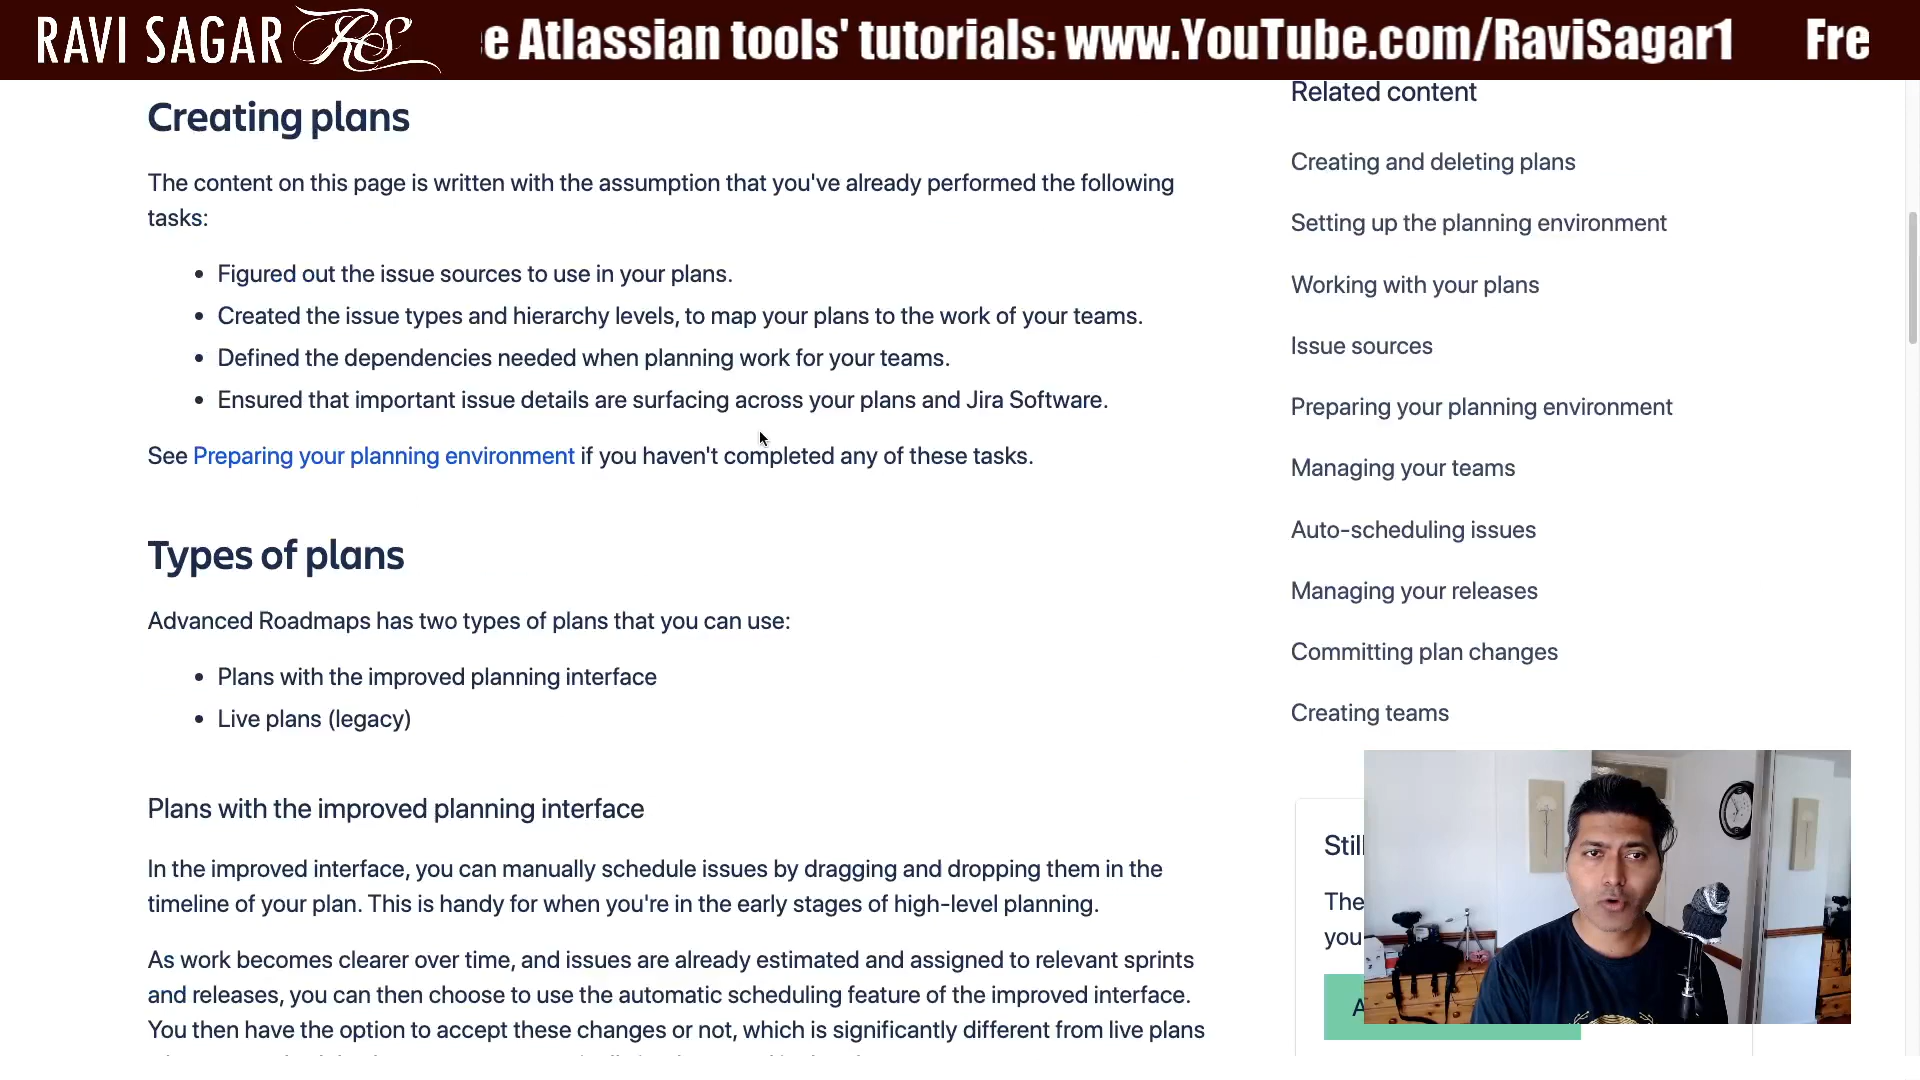 RAVI SAGAR RS
e Atlassian tools' tutorials: www.YouTube.com/RaviSagar1 Fre
Creating plans
The content on this page is written with the assumption that you've already performed the following
tasks:
• Figured out the issue sources to use in your plans.
• Created the issue types and hierarchy levels, to map your plans to the work of your teams.
• Defined the dependencies needed when planning work for your teams.
• Ensured that important issue details are surfacing across your plans and Jira Software.
See Preparing your planning environment if you haven't completed any of these tasks.
Types of plans
Advanced Roadmaps has two types of plans that you can use:
• Plans with the improved planning interface
• Live plans (legacy)
Plans with the improved planning interface
In the improved interface, you can manually schedule issues by dragging and dropping them in the
timeline of your plan. This is handy for when you're in the early stages of high-level planning.
As work becomes clearer over time, and issues are already estimated and assigned to relevant sprints
and releases, you can then choose to use the automatic scheduling feature of the improved interface.
You then have the option to accept these changes or not, which is significantly different from live plans
Related content
Creating and deleting plans
Setting up the planning environment
Working with your plans
Issue sources
Preparing your planning environment
Managing your teams
Auto-scheduling issues
Managing your releases
Committing plan changes
Creating teams
Still
The
you
A